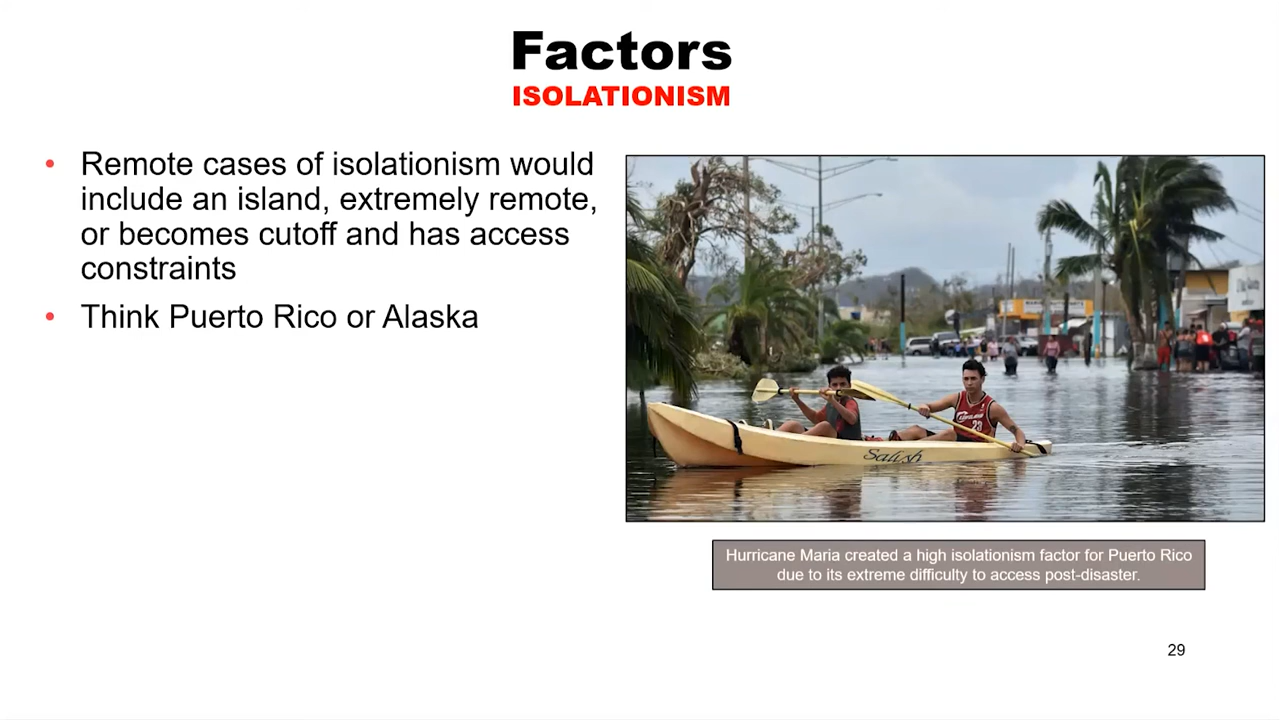 Factors
ISOLATIONISM
• Remote cases of isolationism would
include an island, extremely remote,
or becomes cutoff and has access
constraints
• Think Puerto Rico or Alaska
Salish
23
Hurricane Maria created a high isolationism factor for Puerto Rico
due to its extreme difficulty to access post-disaster.
29